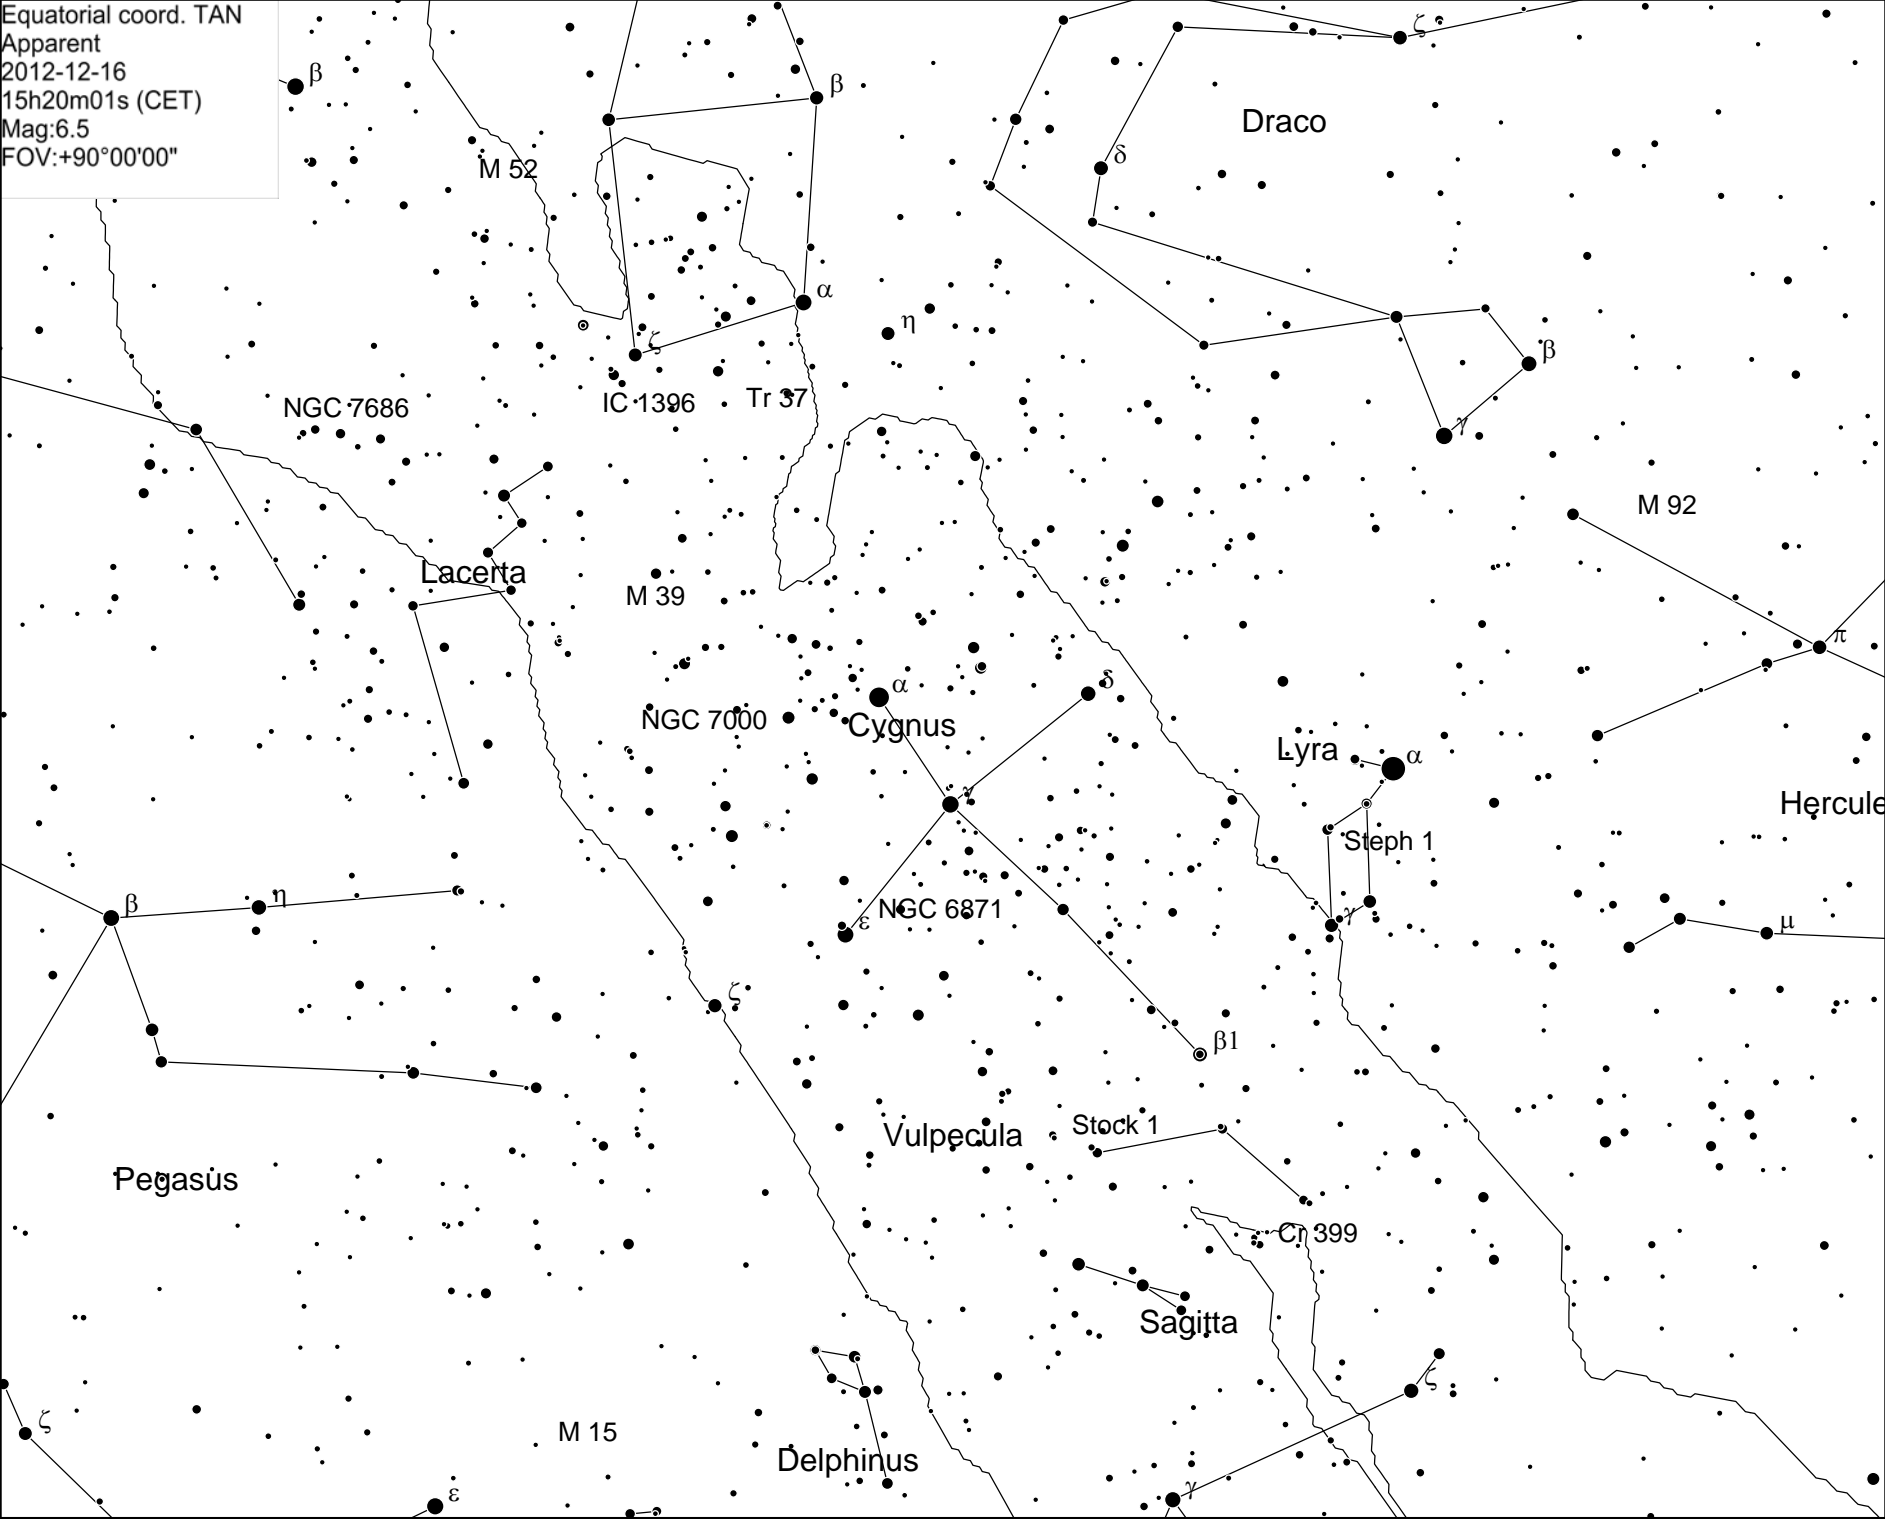 Equatorial coord. TAN
Apparent
2012-12-16
15h20m01s (CET)
Mag:6.5
FOV:+90°00'00"
ζ
β
β
Draco
δ
M 52
α
η
ζ
β
NGC 7686
IC 1396
Tr 37
γ
M 92
Lacerta
M 39
π
δ
α
NGC 7000
Cygnus
Lyra
α
γ
Hercule
Steph 1
β
η
NGC 6871
γ
ε
μ
ζ
β1
Stock 1
Vulpecula
Pegasus
Cr 399
Sagitta
ζ
ζ
M 15
Delphinus
ε
γ